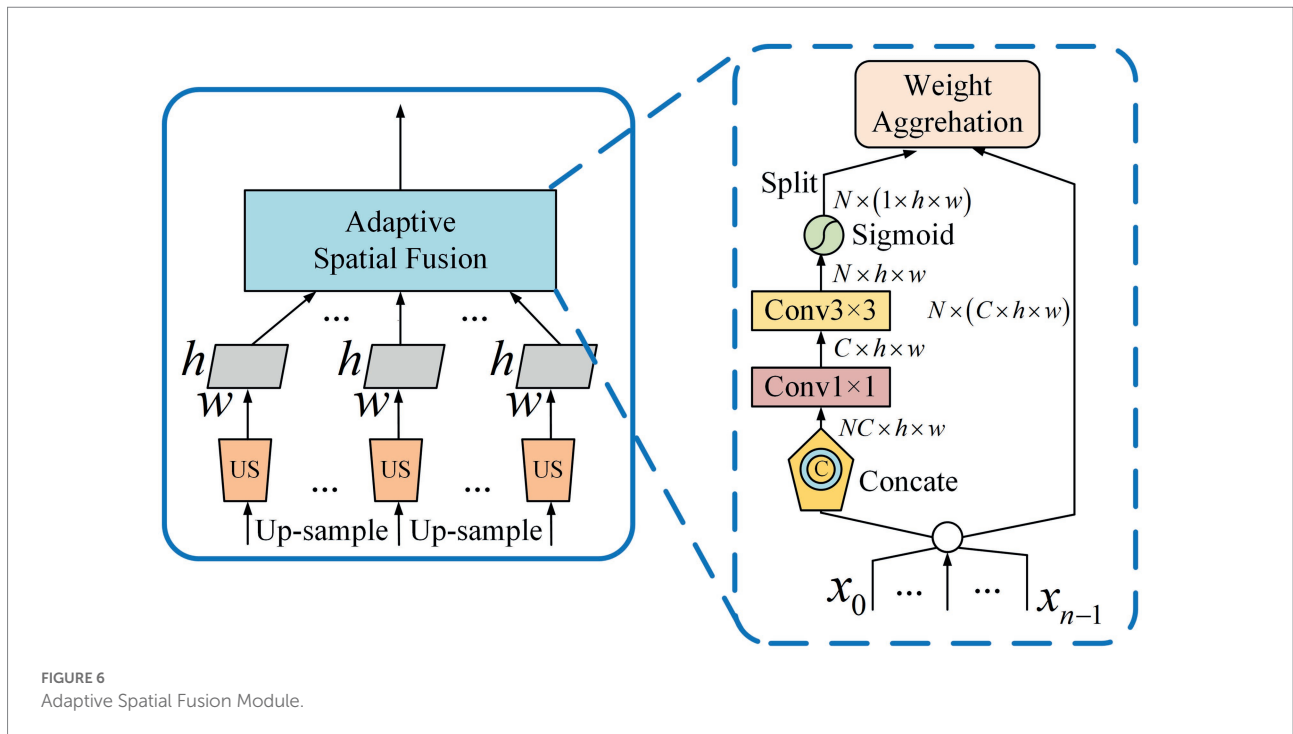 Adaptive
Spatial Fusion
... ...
h h h
w w w
US US US
... ...
Up-sample Up-sample
Weight
Aggrehation
Split
N×(1×h×w)
Sigmoid
N×h×w
Conv3×3
N×(C×h×w)
C×h×w
Conv1×1
NC×h×w
C
Concate
x₀ ... ... xₙ₋₁
FIGURE 6
Adaptive Spatial Fusion Module.